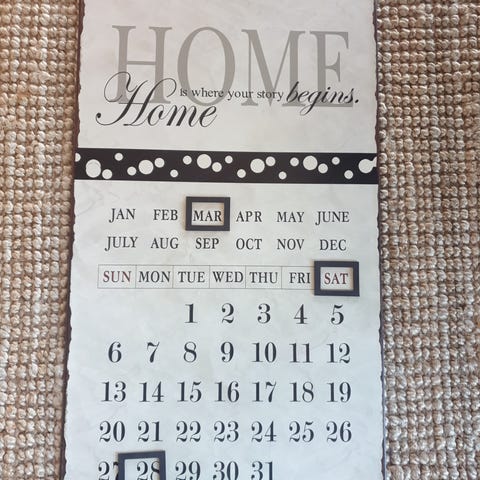 HOME
Home is where your story begins.
JAN FEB MAR APR MAY JUNE
JULY AUG SEP OCT NOV DEC
SUN MON TUE WED THU FRI SAT
1 2 3 4 5
6 7 8 9 10 11 12
13 14 15 16 17 18 19
20 21 22 23 24 25 26
27 28 29 30 31